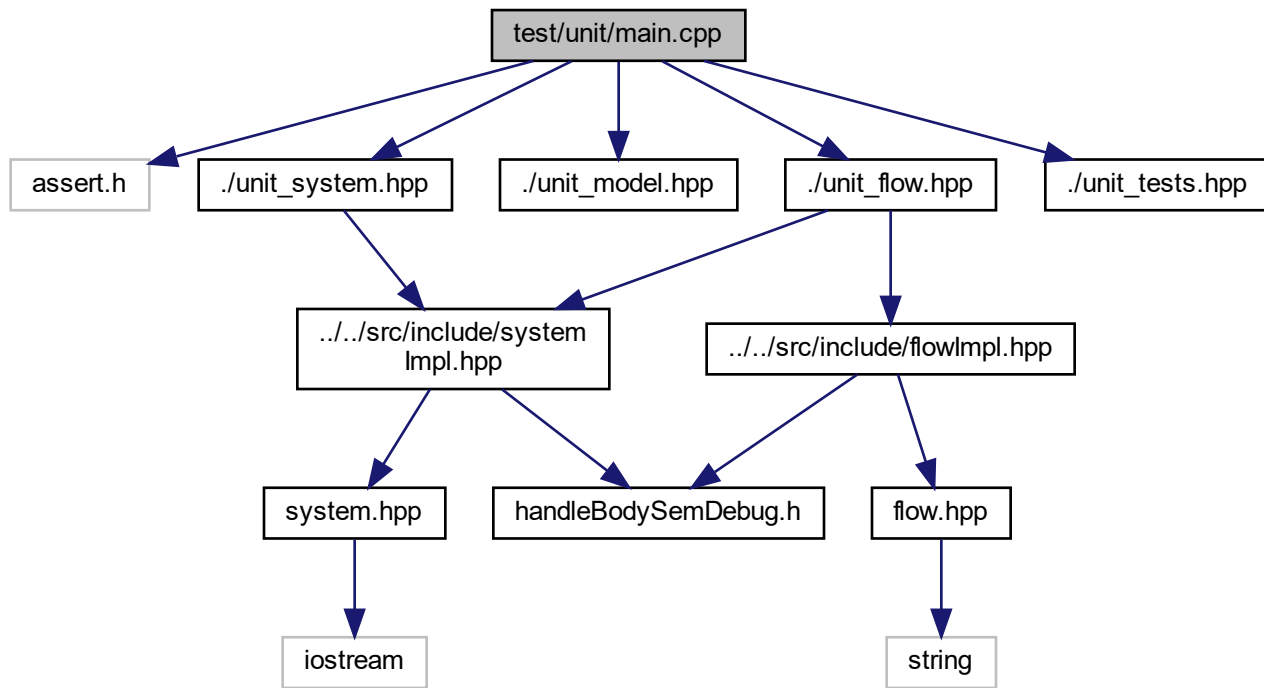 test/unit/main.cpp
assert.h
./unit_system.hpp
./unit_model.hpp
./unit_flow.hpp
./unit_tests.hpp
../../src/include/system
Impl.hpp
../../src/include/flowImpl.hpp
system.hpp
handleBodySemDebug.h
flow.hpp
iostream
string